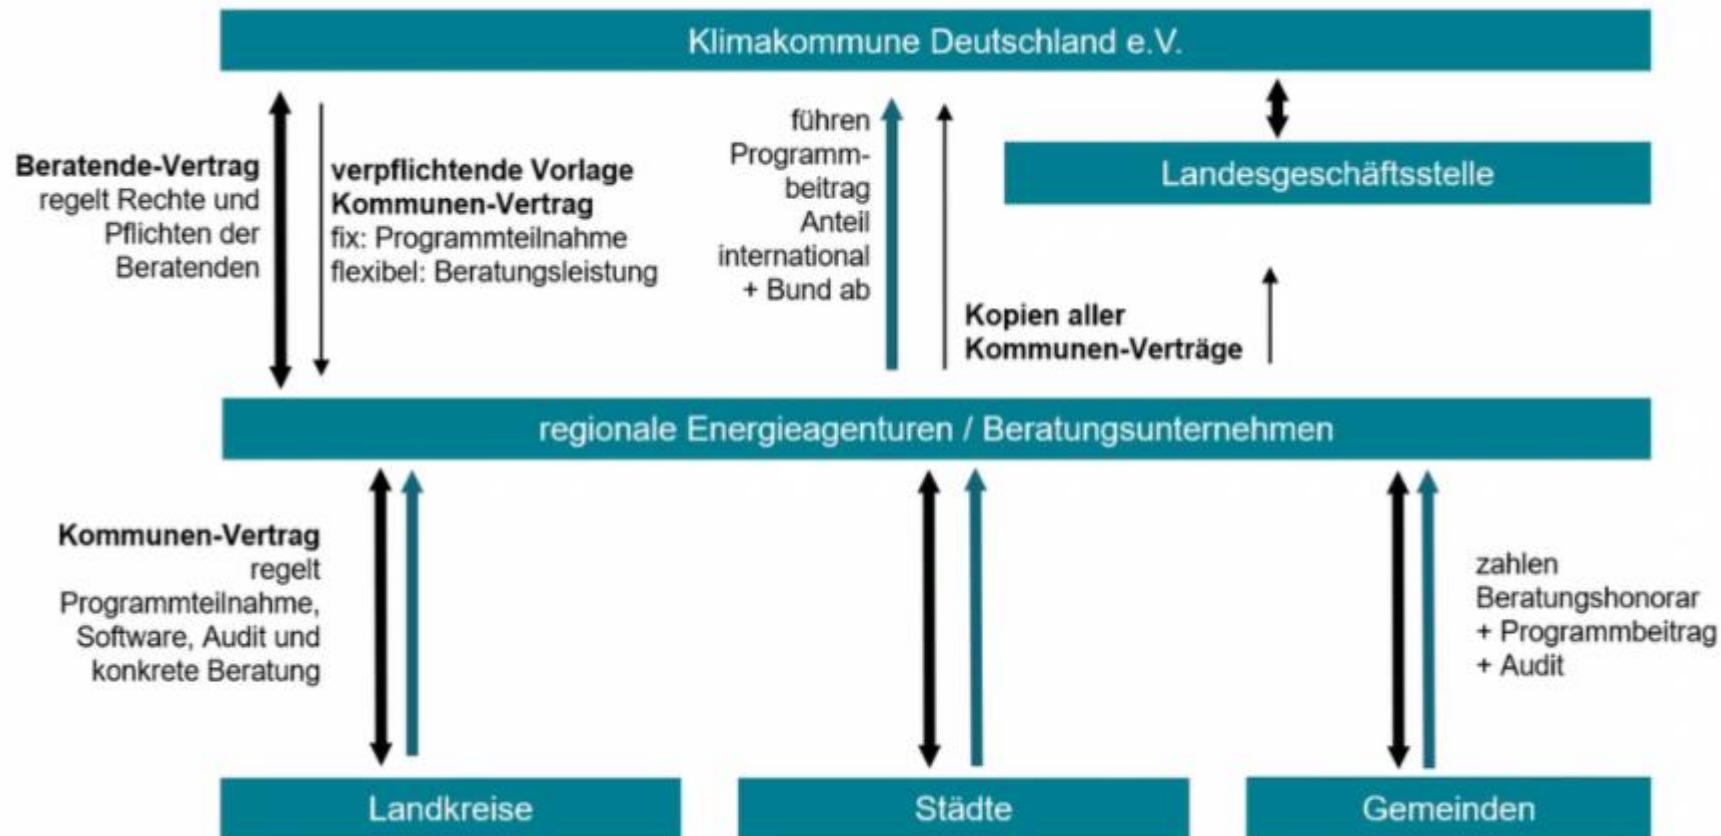 Klimakommune Deutschland e.V.
Beratende-Vertrag
regelt Rechte und
Pflichten der
Beratenden
verpflichtende Vorlage
Kommunen-Vertrag
fix: Programmteilnahme
flexibel: Beratungsleistung
führen
Programm-
beitrag
Anteil
international
+ Bund ab
Landesgeschäftsstelle
Kopien aller
Kommunen-Verträge
regionale Energieagenturen / Beratungsunternehmen
Kommunen-Vertrag
regelt
Programmteilnahme,
Software, Audit und
konkrete Beratung
zahlen
Beratungshonorar
+ Programmbeitrag
+ Audit
Landkreise
Städte
Gemeinden